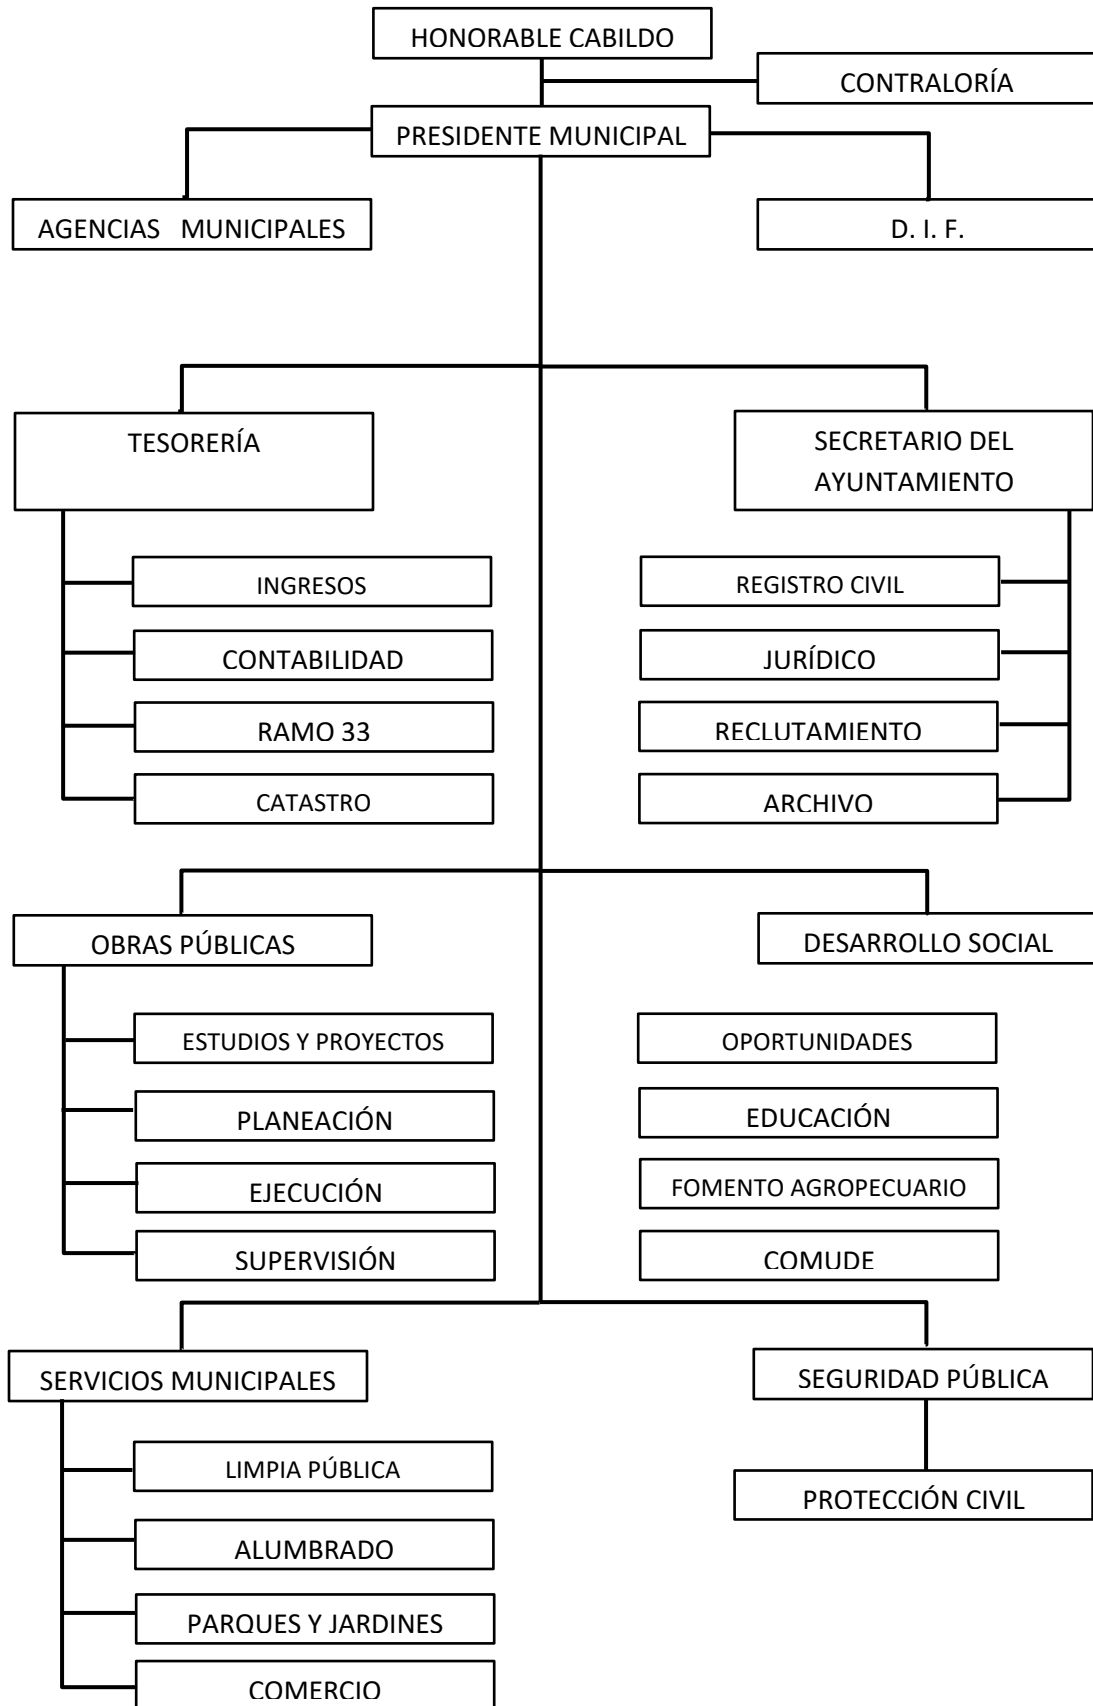 HONORABLE CABILDO
CONTRALORÍA
PRESIDENTE MUNICIPAL
AGENCIAS MUNICIPALES
D. I. F.
TESORERÍA
SECRETARIO DEL
AYUNTAMIENTO
INGRESOS
REGISTRO CIVIL
CONTABILIDAD
JURÍDICO
RAMO 33
RECLUTAMIENTO
CATASTRO
ARCHIVO
OBRAS PÚBLICAS
DESARROLLO SOCIAL
ESTUDIOS Y PROYECTOS
OPORTUNIDADES
PLANEACIÓN
EDUCACIÓN
EJECUCIÓN
FOMENTO AGROPECUARIO
SUPERVISIÓN
COMUDE
SERVICIOS MUNICIPALES
SEGURIDAD PÚBLICA
LIMPIA PÚBLICA
PROTECCIÓN CIVIL
ALUMBRADO
PARQUES Y JARDINES
COMERCIO